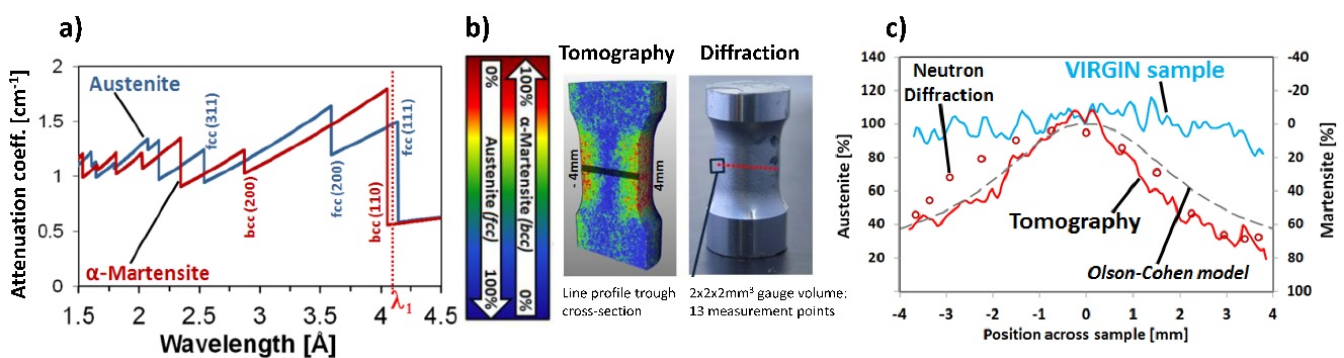 a)
Attenuation coeff. [cm⁻¹]
2
1.5
1
0.5
0
Austenite
α-Martensite
fcc (311)
bcc (200)
fcc (200)
bcc (110)
fcc (111)
λ₁
1.5 2 2.5 3 3.5 4 4.5
Wavelength [Å]
b)
0%
Austenite (fcc)
100%
100%
α-Martensite (bcc)
0%
Tomography
- 4mm
4mm
Line profile trough
cross-section
Diffraction
2x2x2mm³ gauge volume;
13 measurement points
c)
Austenite [%]
140
120
100
80
60
40
20
Neutron
Diffraction
VIRGIN sample
Tomography
Olson-Cohen model
-40
-20
0
20
40
60
80
100
Martensite [%]
-4 -3 -2 -1 0 1 2 3 4
Position across sample [mm]